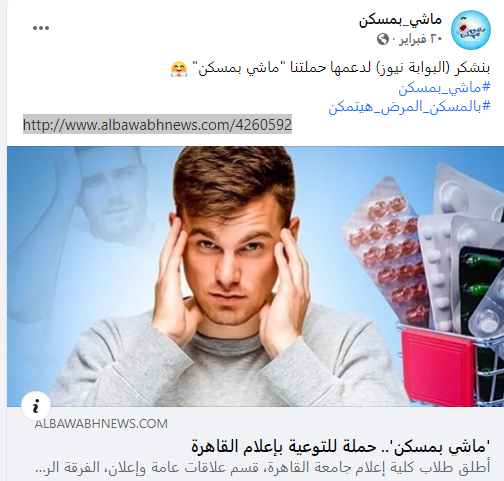 ماشي_بمسكن
٢٠ فبراير ·
بنشكر (البوابة نيوز) لدعمها حملتنا "ماشي بمسكن" 🤗
#ماشي_بمسكن
#بالمسكن_المرض_هيتمكن
http://www.albawabhnews.com/4260592
ALBAWABHNEWS.COM
'ماشي بمسكن'.. حملة للتوعية بإعلام القاهرة
أطلق طلاب كلية إعلام جامعة القاهرة، قسم علاقات عامة وإعلان، الفرقة الر...